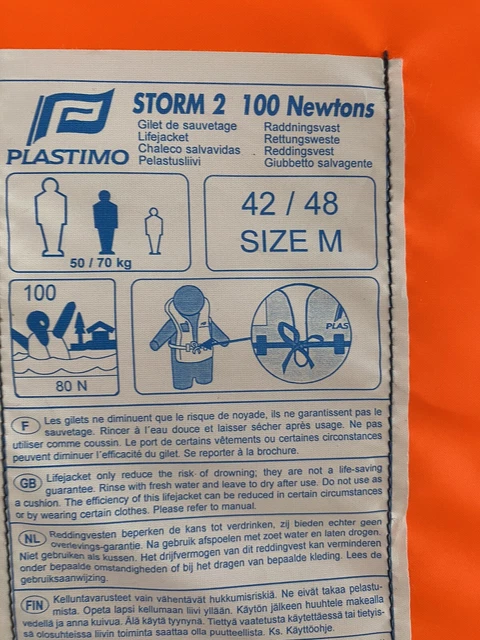 STORM 2 100 Newtons
PLASTIMO
Gilet de sauvetage
Lifejacket
Chaleco salvavidas
Pelastusliivi
Raddningsvast
Rettungsweste
Reddingsvest
Giubbetto salvagente
50 / 70 kg
42 / 48
SIZE M
100
80 N
PLAS
F Les gilets ne diminuent que le risque de noyade, ils ne garantissent pas le
sauvetage. Rincer à l'eau douce et laisser sécher après usage. Ne pas
utiliser comme coussin. Le port de certains vêtements ou certaines circonstances
peuvent diminuer l'efficacité du gilet. Se reporter à la brochure.
GB Lifejacket only reduce the risk of drowning; they are not a life-saving
guarantee. Rinse with fresh water and leave to dry after use. Do not use as
a cushion. The efficiency of this lifejacket can be reduced in certain circumstances
or by wearing certain clothes. Please refer to manual.
NL Reddingvesten beperken de kans tot verdrinken, zij bieden echter geen
overlevings-garantie. Na gebruik afspoelen met zoet water en laten drogen.
Niet gebruiken als kussen. Het drijfvermogen van dit reddingvest kan verminderen
onder bepaalde omstandigheden of bij het dragen van bepaalde kleding. Lees de
gebruiksaanwijzing.
FIN Kelluntavarusteet vain vähentävät hukkumisriskiä. Ne eivät takaa pelastu-
mista. Opeta lapsi kellumaan liivi yllään. Käytön jälkeen huuhtele makealla
vedellä ja anna kuivua. Älä käytä tyynynä. Tiettyä vaatetusta käytettäessä tai tietyis-
sä olosuhteissa liivin toiminta saattaa olla puutteellista. Ks. Käyttöohje.